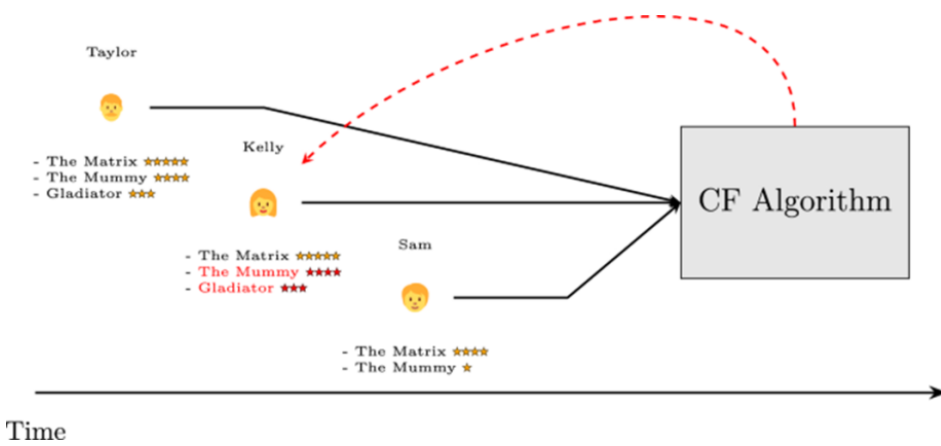 Taylor
- The Matrix ★★★★★
- The Mummy ★★★★
- Gladiator ★★★
Kelly
- The Matrix ★★★★★
- The Mummy ★★★★
- Gladiator ★★★
Sam
- The Matrix ★★★★
- The Mummy ★
CF Algorithm
Time